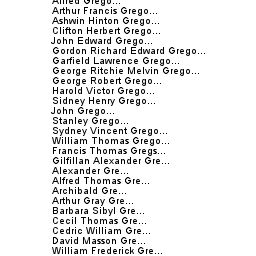 Alfred Grego...
Arthur Francis Grego...
Ashwin Hinton Grego...
Clifton Herbert Grego...
John Edward Grego...
Gordon Richard Edward Grego...
Garfield Lawrence Grego...
George Ritchie Melvin Grego...
George Robert Grego...
Harold Victor Grego...
Sidney Henry Grego...
John Grego...
Stanley Grego...
Sydney Vincent Grego...
William Thomas Grego...
Francis Thomas Gregs...
Gilfillan Alexander Gre...
Alexander Gre...
Alfred Thomas Gre...
Archibald Gre...
Arthur Gray Gre...
Barbara Sibyl Gre...
Cecil Thomas Gre...
Cedric William Gre...
David Masson Gre...
William Frederick Gre...